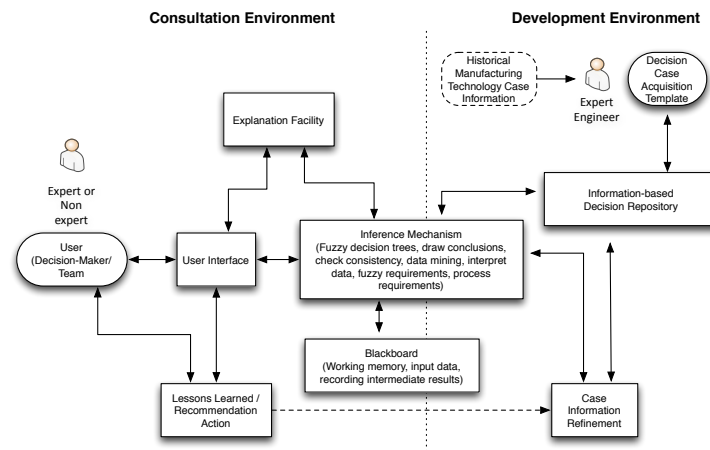 Consultation Environment
Development Environment
Historical
Manufacturing
Technology Case
Information
Expert
Engineer
Decision
Case
Acquisition
Template
Explanation Facility
Expert or
Non
expert
Information-based
Decision Repository
User
(Decision-Maker/
Team
User Interface
Inference Mechanism
(Fuzzy decision trees, draw conclusions,
check consistency, data mining, interpret
data, fuzzy requirements, process
requirements)
Blackboard
(Working memory, input data,
recording intermediate results)
Lessons Learned /
Recommendation
Action
Case
Information
Refinement